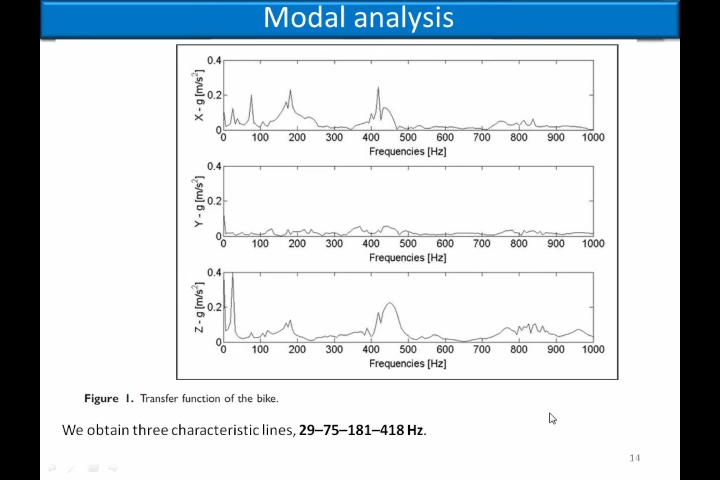 Modal analysis
0.4
0.2
0
X - g [m/s²]
0 100 200 300 400 500 600 700 800 900 1000
Frequencies [Hz]
0.4
0.2
0
Y - g [m/s²]
0 100 200 300 400 500 600 700 800 900 1000
Frequencies [Hz]
0.4
0.2
0
Z - g [m/s²]
0 100 200 300 400 500 600 700 800 900 1000
Frequencies [Hz]
Figure 1. Transfer function of the bike.
We obtain three characteristic lines, 29–75–181–418 Hz.
14